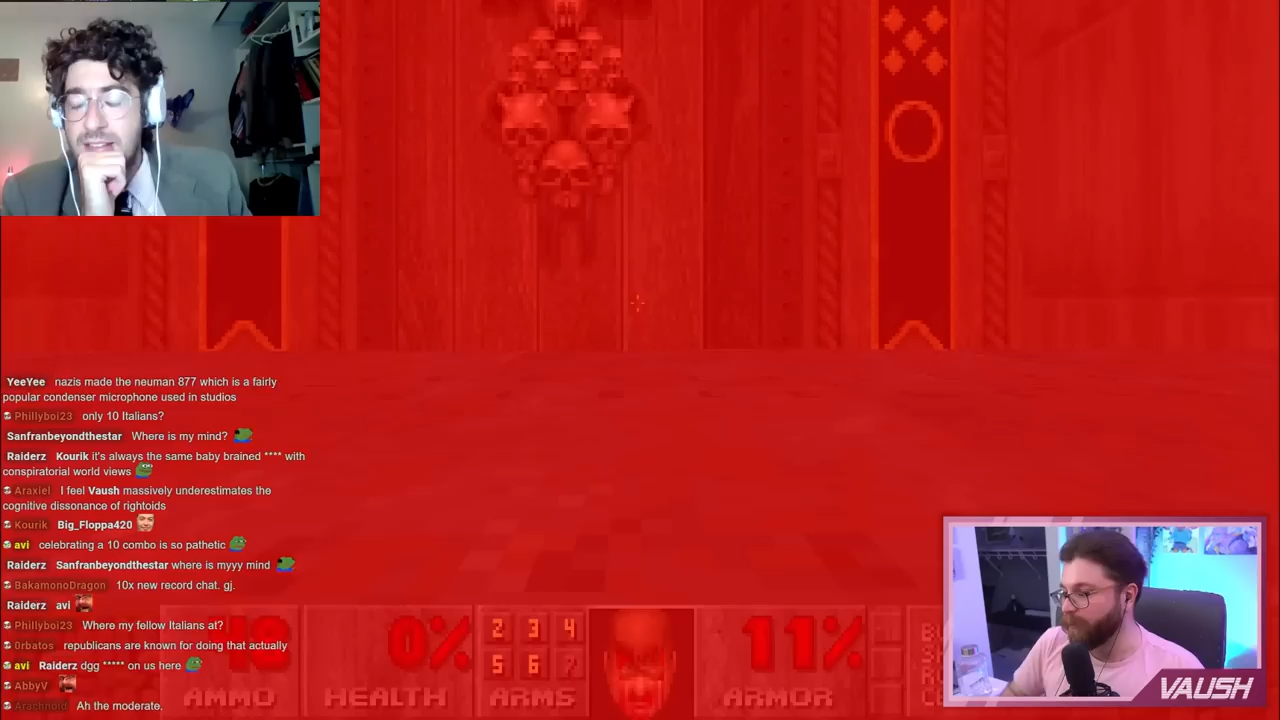 YeeYee nazis made the neuman 877 which is a fairly
popular condenser microphone used in studios
Phillyboi23 only 10 Italians?
Sanfranbeyondthestar Where is my mind?
Raiderz Kourik it's always the same baby brained **** with
conspiratorial world views
Araxiel I feel Vaush massively underestimates the
cognitive dissonance of rightoids
Kourik Big_Floppa420
avi celebrating a 10 combo is so pathetic
Raiderz Sanfranbeyondthestar where is myyy mind
BakamonoDragon 10x new record chat. gj.
Raiderz avi
Phillyboi23 Where my fellow Italians at?
0rbatos republicans are known for doing that actually
avi Raiderz dgg ***** on us here
AbbyV
Arachnoid Ah the moderate.
AMMO
0%
HEALTH
2 3 4
5 6 7
ARMS
11%
ARMOR
VAUSH